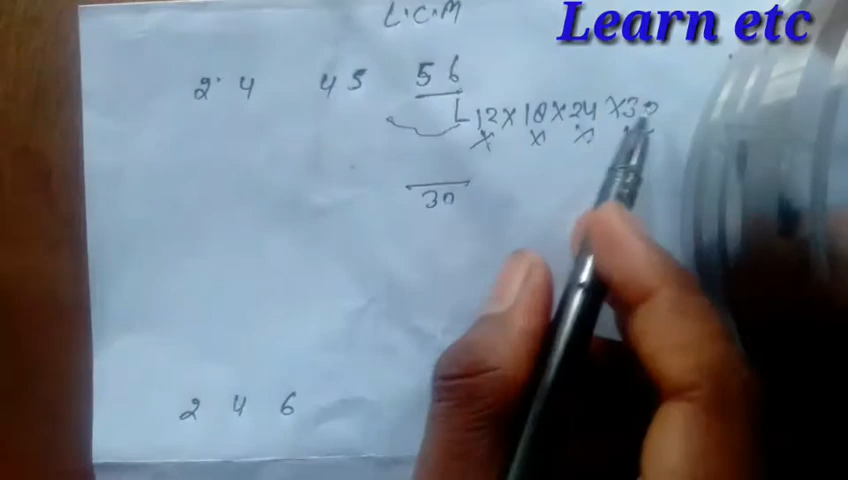 Learn etc
L.C.M
2. 4 4 5 5 6
12 X 18 X 24 X 30
30
2 4 6